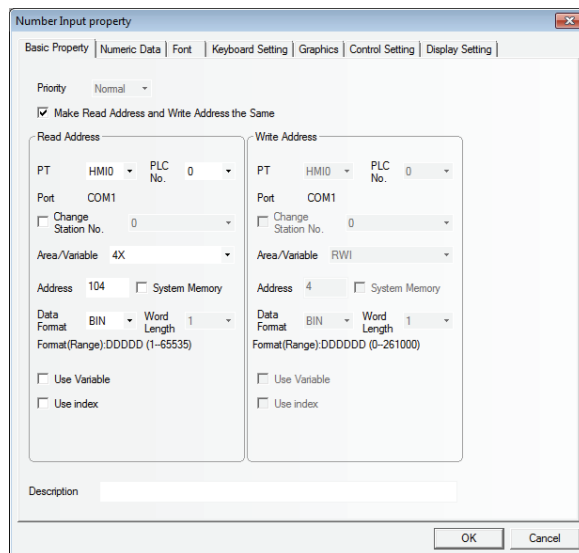 Number Input property
Basic Property Numeric Data Font Keyboard Setting Graphics Control Setting Display Setting
Priority Normal
Make Read Address and Write Address the Same
Read Address
PT HMI0 PLC No. 0
Port COM1
Change Station No. 0
Area/Variable 4X
Address 104 System Memory
Data Format BIN Word Length 1
Format(Range):DDDDD (1--65535)
Use Variable
Use index
Write Address
PT HMI0 PLC No. 0
Port COM1
Change Station No. 0
Area/Variable RWI
Address 4 System Memory
Data Format BIN Word Length 1
Format(Range):DDDDDD (0--261000)
Use Variable
Use index
Description
OK Cancel